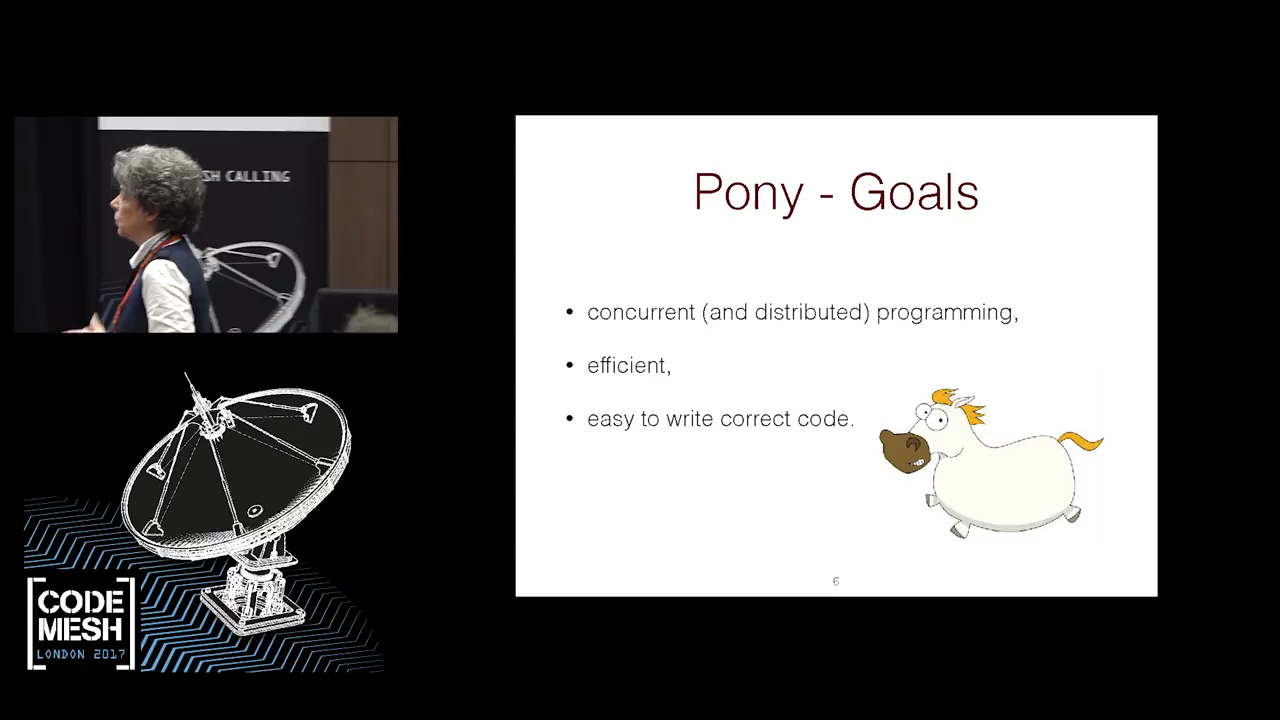 SH CALLING
Pony - Goals
• concurrent (and distributed) programming,
• efficient,
• easy to write correct code.
6
CODE
MESH
LONDON 2017